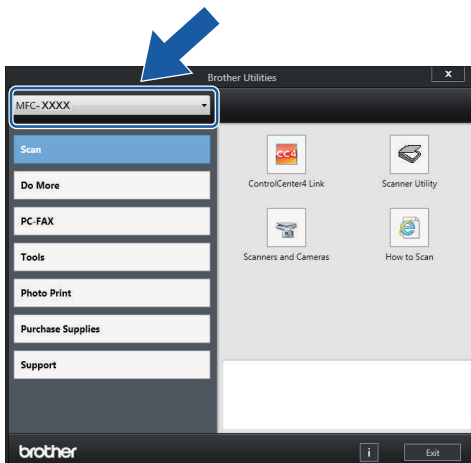 Brother Utilities
x
MFC-XXXX
Scan
Do More
PC-FAX
Tools
Photo Print
Purchase Supplies
Support
CC4
ControlCenter4 Link
Scanner Utility
Scanners and Cameras
How to Scan
brother
i
Exit